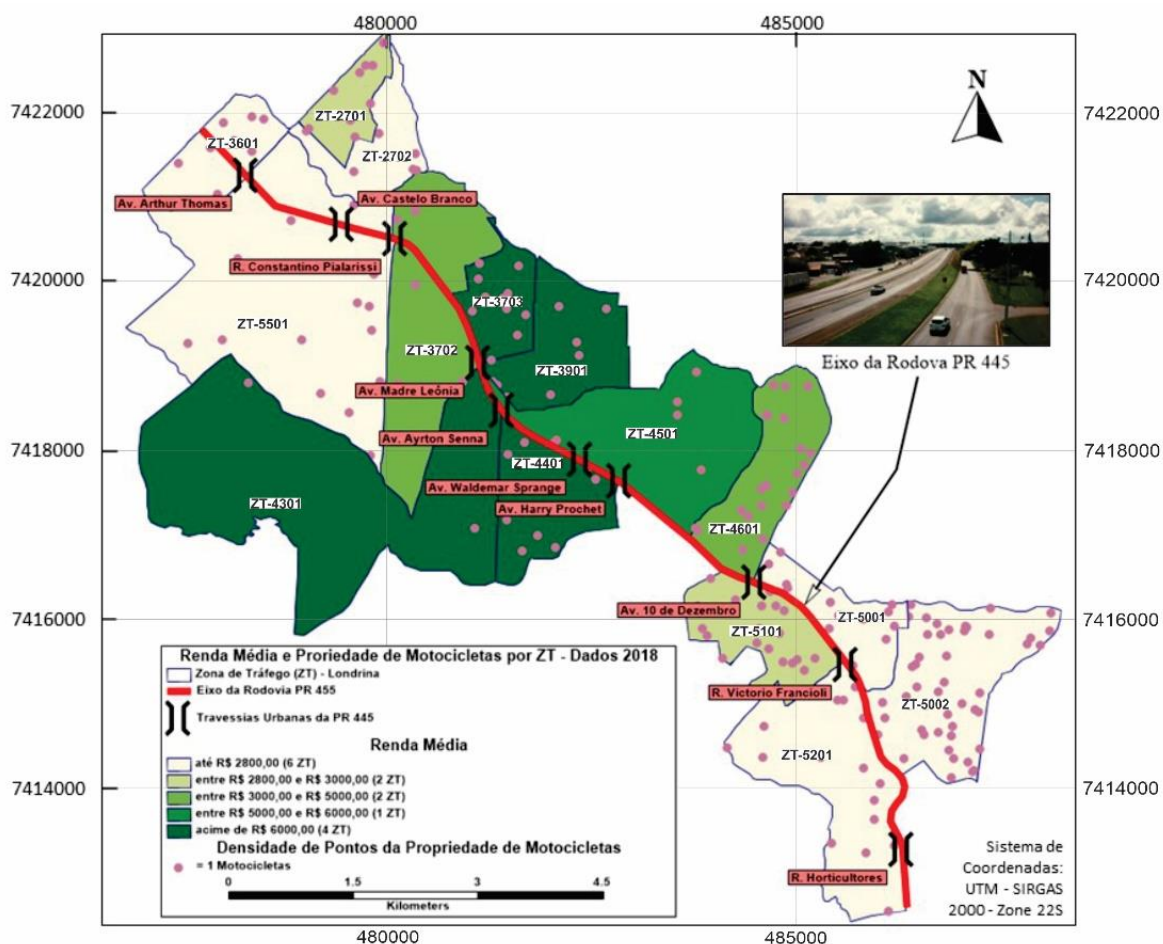 480000
485000
7422000
7422000
ZT-2701
ZT-3601
ZT-2702
Av. Arthur Thomas
Av. Castelo Branco
R. Constantino Pialarissi
7420000
7420000
ZT-3703
ZT-5501
ZT-3702
ZT-3901
Av. Madre Leônia
Av. Ayrton Senna
ZT-4501
7418000
7418000
ZT-4401
Av. Waldemar Sprange
Av. Harry Prochet
ZT-4301
ZT-4601
N
Eixo da Rodova PR 445
7416000
7416000
Av. 10 de Dezembro
ZT-5101
ZT-5001
R. Victorio Francioli
ZT-5002
ZT-5201
7414000
7414000
R. Horticultores
Renda Média e Proriedade de Motocicletas por ZT - Dados 2018
Zona de Tráfego (ZT) - Londrina
Eixo da Rodovia PR 455
Travessias Urbanas da PR 445
Renda Média
até R$ 2800,00 (6 ZT)
entre R$ 2800,00 e R$ 3000,00 (2 ZT)
entre R$ 3000,00 e R$ 5000,00 (2 ZT)
entre R$ 5000,00 e R$ 6000,00 (1 ZT)
acime de R$ 6000,00 (4 ZT)
Densidade de Pontos da Propriedade de Motocicletas
= 1 Motocicletas
0 1.5 3 4.5
Kilometers
Sistema de
Coordenadas:
UTM - SIRGAS
2000 - Zone 22S
480000
485000